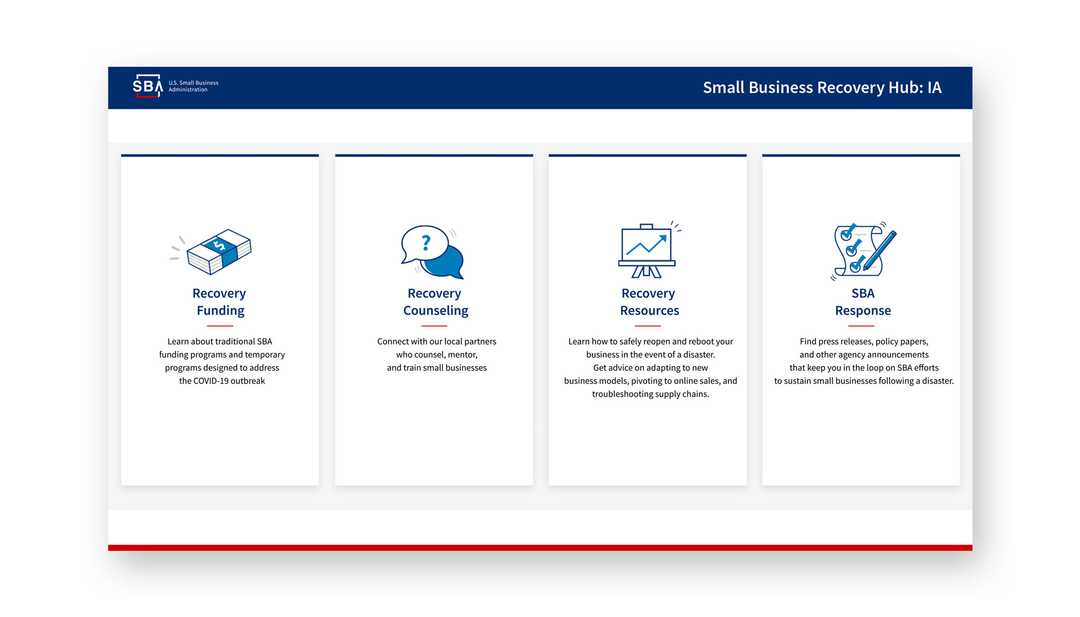 SBA
U.S. Small Business
Administration
Small Business Recovery Hub: IA
$
Recovery
Funding
Learn about traditional SBA
funding programs and temporary
programs designed to address
the COVID-19 outbreak
?
Recovery
Counseling
Connect with our local partners
who counsel, mentor,
and train small businesses
Recovery
Resources
Learn how to safely reopen and reboot your
business in the event of a disaster.
Get advice on adapting to new
business models, pivoting to online sales, and
troubleshooting supply chains.
SBA
Response
Find press releases, policy papers,
and other agency announcements
that keep you in the loop on SBA efforts
to sustain small businesses following a disaster.